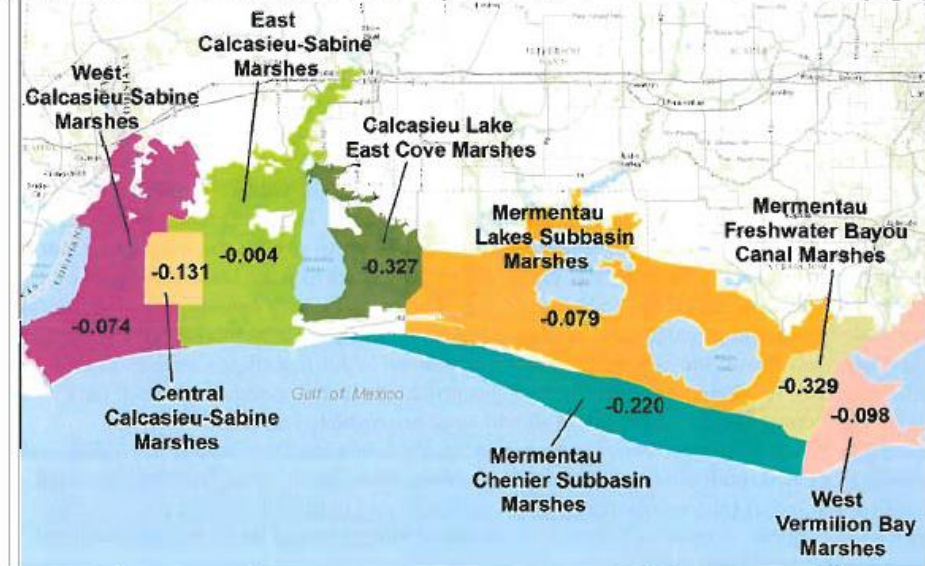 East
Calcasieu-Sabine
Marshes
West
Calcasieu-Sabine
Marshes
Calcasieu Lake
East Cove Marshes
Mermentau
Lakes Subbasin
Marshes
Mermentau
Freshwater Bayou
Canal Marshes
-0.131
-0.004
-0.327
-0.074
-0.079
-0.329
-0.220
-0.098
Central
Calcasieu-Sabine
Marshes
Gulf of Mexico
Mermentau
Chenier Subbasin
Marshes
West
Vermilion Bay
Marshes